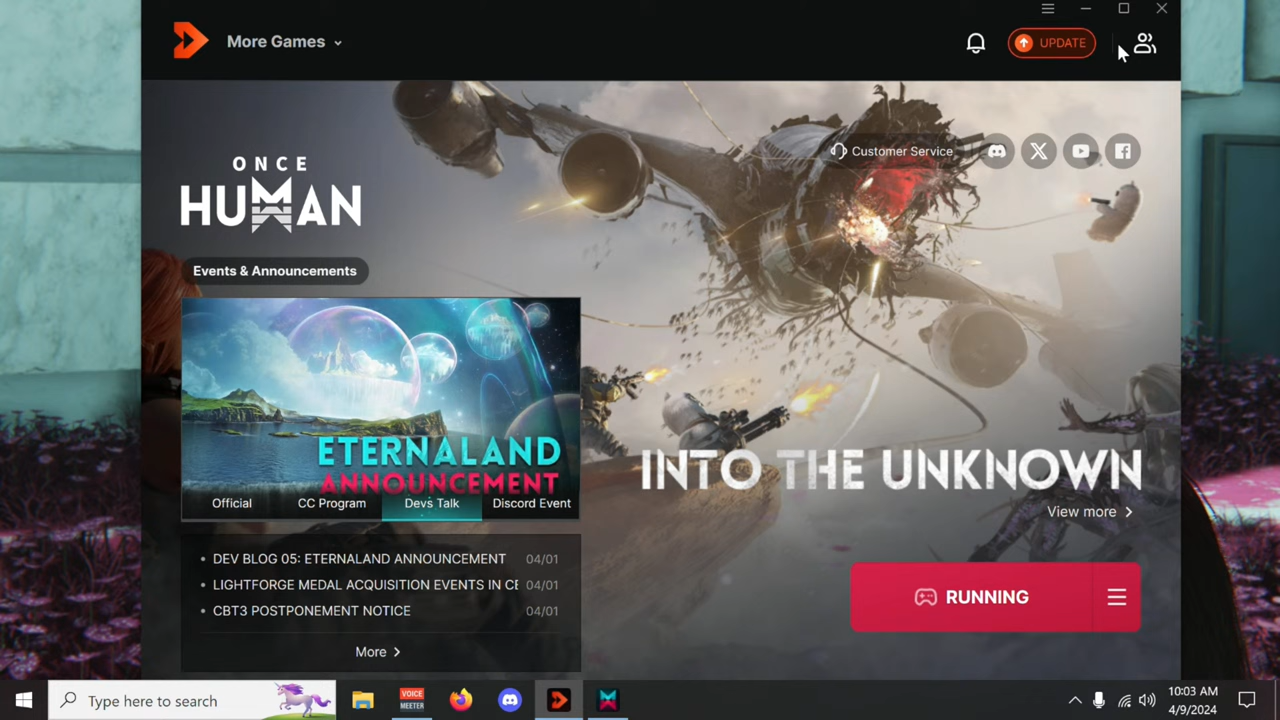 More Games
UPDATE
Customer Service
ONCE
HUMAN
Events & Announcements
ETERNALAND
ANNOUNCEMENT
Official
CC Program
Devs Talk
Discord Event
INTO THE UNKNOWN
View more
DEV BLOG 05: ETERNALAND ANNOUNCEMENT 04/01
LIGHTFORGE MEDAL ACQUISITION EVENTS IN 04/01
CBT3 POSTPONEMENT NOTICE 04/01
More
RUNNING
Type here to search
VOICE
MEETER
10:03 AM
4/9/2024